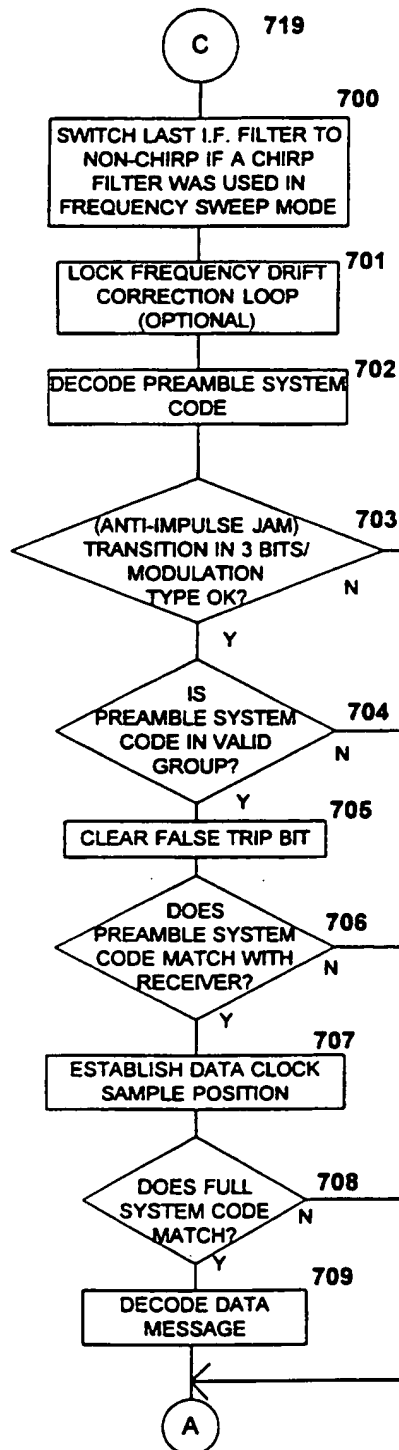 C
719
700
SWITCH LAST I.F. FILTER TO
NON-CHIRP IF A CHIRP
FILTER WAS USED IN
FREQUENCY SWEEP MODE
701
LOCK FREQUENCY DRIFT
CORRECTION LOOP
(OPTIONAL)
702
DECODE PREAMBLE SYSTEM
CODE
703
(ANTI-IMPULSE JAM)
TRANSITION IN 3 BITS/
MODULATION
TYPE OK?
N
Y
IS
PREAMBLE SYSTEM
CODE IN VALID
GROUP?
704
N
Y
705
CLEAR FALSE TRIP BIT
DOES
PREAMBLE SYSTEM
CODE MATCH WITH
RECEIVER?
706
N
Y
707
ESTABLISH DATA CLOCK
SAMPLE POSITION
708
DOES FULL
SYSTEM CODE
MATCH?
N
Y
709
DECODE DATA
MESSAGE
A